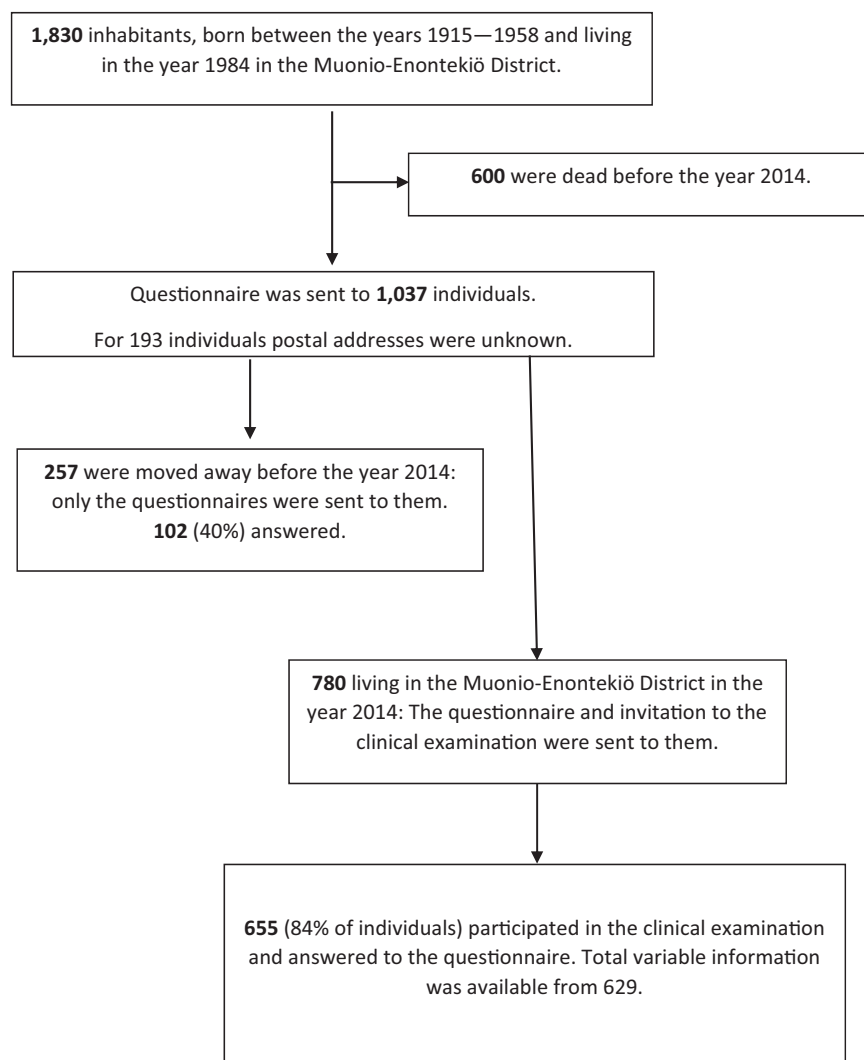 1,830 inhabitants, born between the years 1915—1958 and living
in the year 1984 in the Muonio-Enontekiö District.
600 were dead before the year 2014.
Questionnaire was sent to 1,037 individuals.
For 193 individuals postal addresses were unknown.
257 were moved away before the year 2014:
only the questionnaires were sent to them.
102 (40%) answered.
780 living in the Muonio-Enontekiö District in the
year 2014: The questionnaire and invitation to the
clinical examination were sent to them.
655 (84% of individuals) participated in the clinical examination
and answered to the questionnaire. Total variable information
was available from 629.